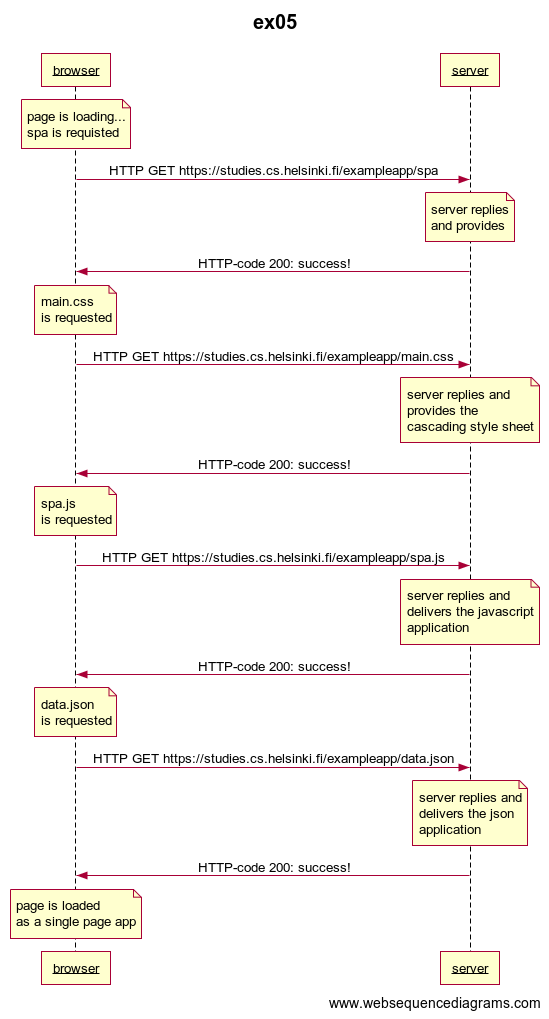 ex05
browser
server
page is loading...
spa is requisted
HTTP GET https://studies.cs.helsinki.fi/exampleapp/spa
server replies
and provides
HTTP-code 200: success!
main.css
is requested
HTTP GET https://studies.cs.helsinki.fi/exampleapp/main.css
server replies and
provides the
cascading style sheet
HTTP-code 200: success!
spa.js
is requested
HTTP GET https://studies.cs.helsinki.fi/exampleapp/spa.js
server replies and
delivers the javascript
application
HTTP-code 200: success!
data.json
is requested
HTTP GET https://studies.cs.helsinki.fi/exampleapp/data.json
server replies and
delivers the json
application
HTTP-code 200: success!
page is loaded
as a single page app
browser
server
www.websequencediagrams.com